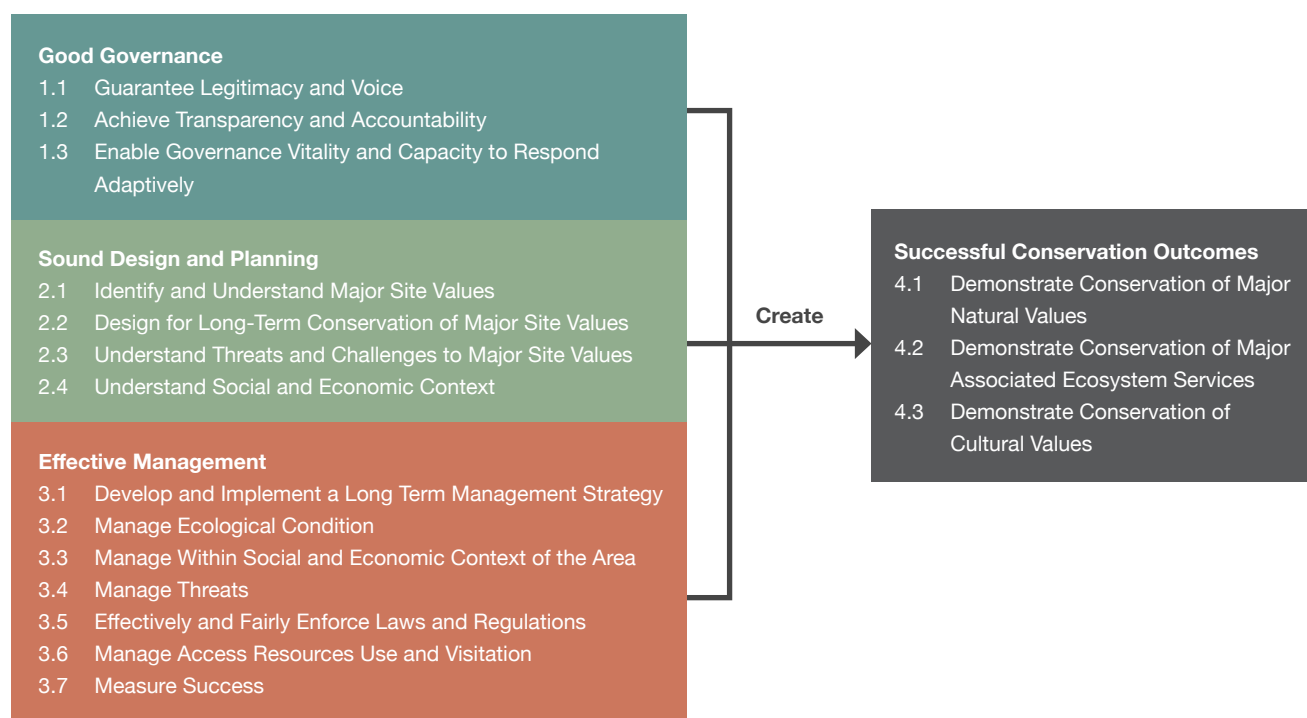 Good Governance
1.1 Guarantee Legitimacy and Voice
1.2 Achieve Transparency and Accountability
1.3 Enable Governance Vitality and Capacity to Respond
Adaptively
Sound Design and Planning
2.1 Identify and Understand Major Site Values
2.2 Design for Long-Term Conservation of Major Site Values
2.3 Understand Threats and Challenges to Major Site Values
2.4 Understand Social and Economic Context
Effective Management
3.1 Develop and Implement a Long Term Management Strategy
3.2 Manage Ecological Condition
3.3 Manage Within Social and Economic Context of the Area
3.4 Manage Threats
3.5 Effectively and Fairly Enforce Laws and Regulations
3.6 Manage Access Resources Use and Visitation
3.7 Measure Success
Create
Successful Conservation Outcomes
4.1 Demonstrate Conservation of Major
Natural Values
4.2 Demonstrate Conservation of Major
Associated Ecosystem Services
4.3 Demonstrate Conservation of
Cultural Values